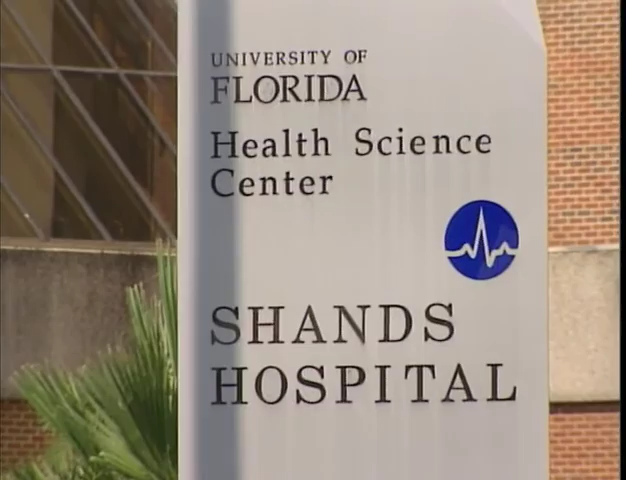 UNIVERSITY OF
FLORIDA
Health Science
Center
SHANDS
HOSPITAL